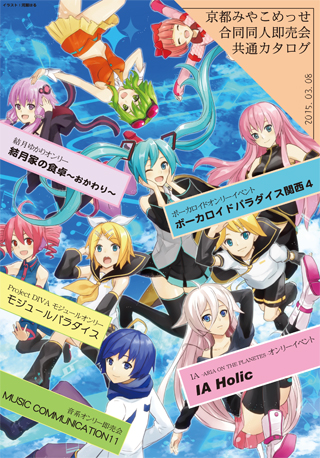 京都みやこめっせ
合同同人即売会
共通カタログ
2015.03.08
結月ゆかりオンリー
結月家の食卓～おかわり～
ボーカロイドオンリーイベント
ボーカロイドパラダイス関西4
Project DIVA モジュールオンリー
モジュールパラダイス
IA -ARIA ON THE PLANETES- オンリーイベント
IA Holic
音系オンリー即売会
MUSIC COMMUNICATION11